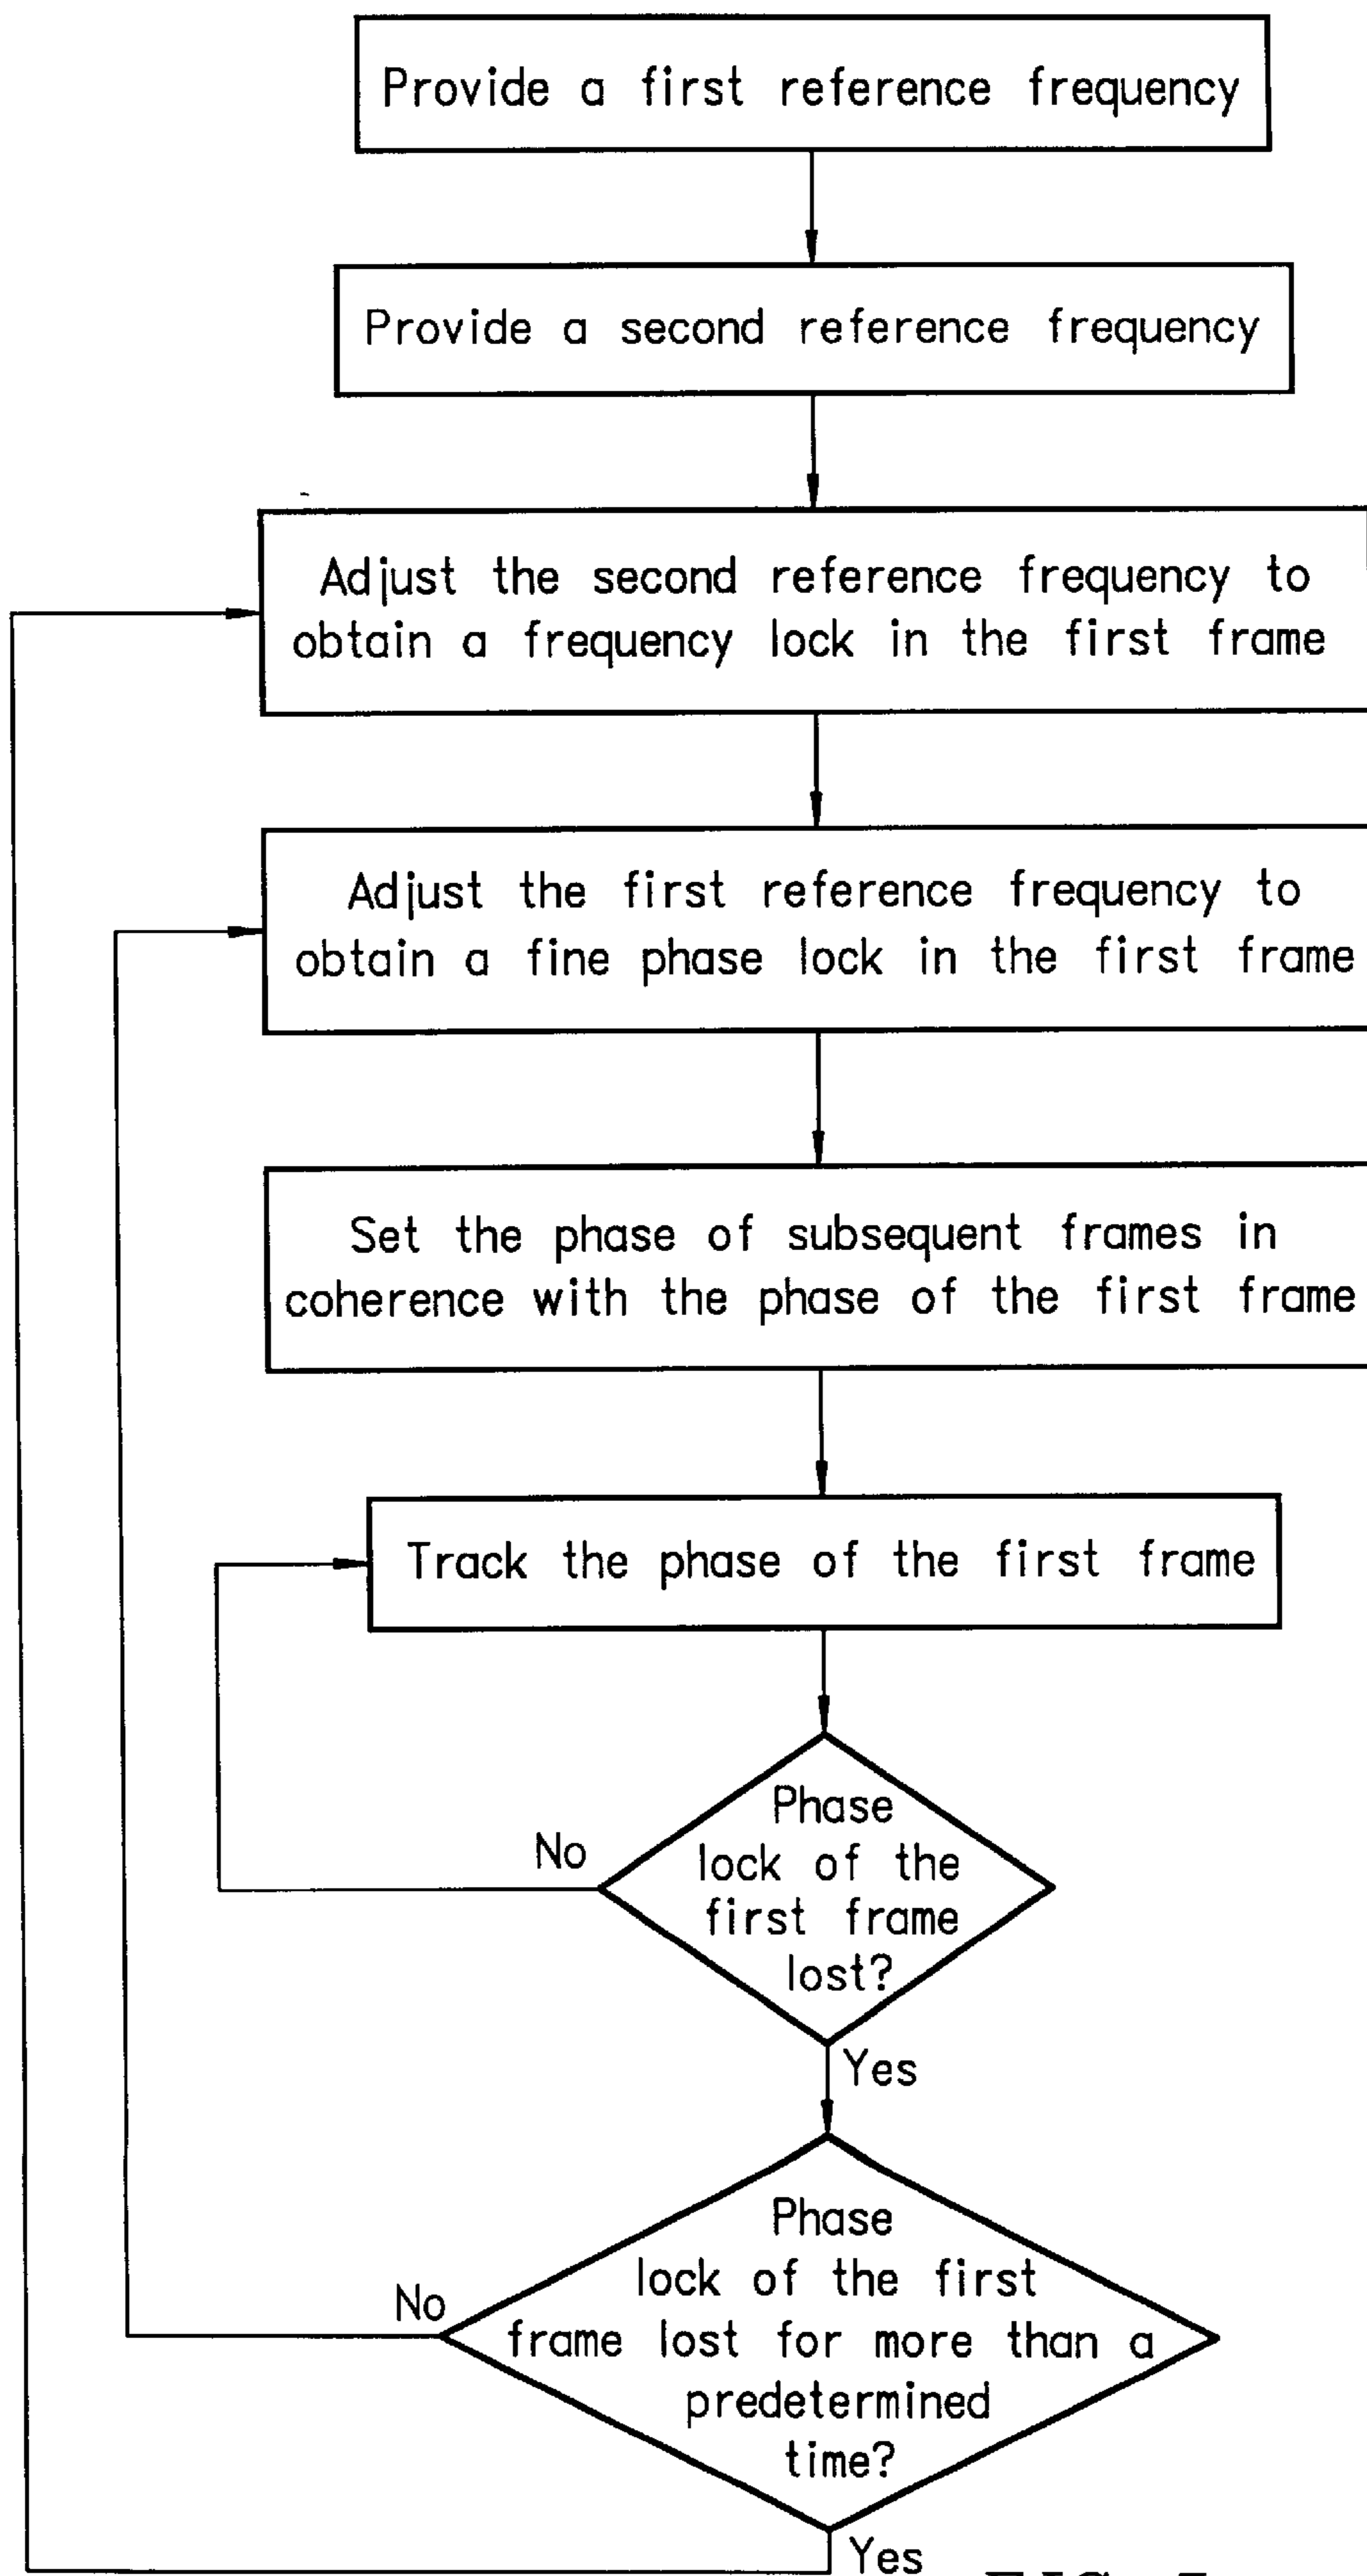 Provide a first reference frequency
Provide a second reference frequency
Adjust the second reference frequency to
obtain a frequency lock in the first frame
Adjust the first reference frequency to
obtain a fine phase lock in the first frame
Set the phase of subsequent frames in
coherence with the phase of the first frame
Track the phase of the first frame
Phase
lock of the
first frame
lost?
No
Yes
Phase
lock of the first
frame lost for more than a
predetermined
time?
No
Yes